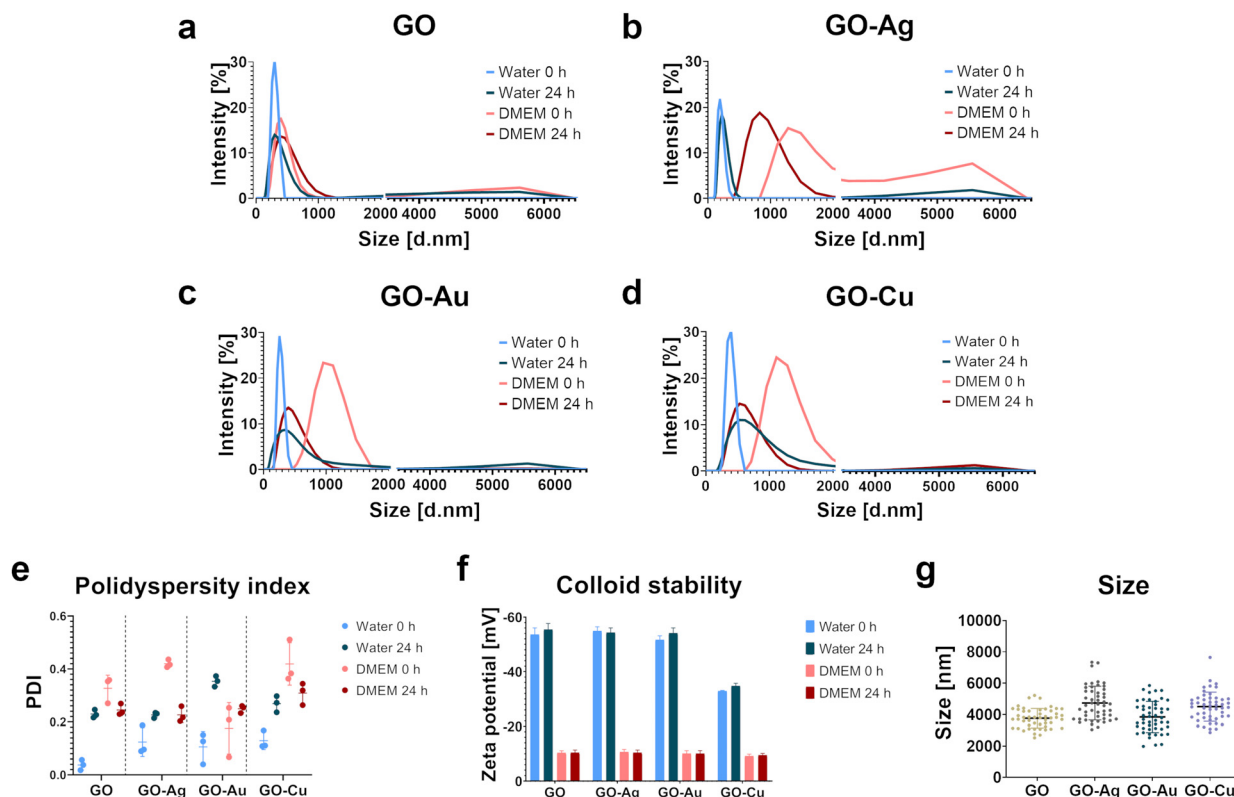 a GO
Intensity [%]
30
20
10
0
0 1000 2000 4000 5000 6000
Size [d.nm]
Water 0 h
Water 24 h
DMEM 0 h
DMEM 24 h
b GO-Ag
Intensity [%]
30
20
10
0
0 1000 2000 4000 5000 6000
Size [d.nm]
Water 0 h
Water 24 h
DMEM 0 h
DMEM 24 h
c GO-Au
Intensity [%]
30
20
10
0
0 1000 2000 4000 5000 6000
Size [d.nm]
Water 0 h
Water 24 h
DMEM 0 h
DMEM 24 h
d GO-Cu
Intensity [%]
30
20
10
0
0 1000 2000 4000 5000 6000
Size [d.nm]
Water 0 h
Water 24 h
DMEM 0 h
DMEM 24 h
e Polidyspersity index
PDI
0.6
0.4
0.2
0.0
GO GO-Ag GO-Au GO-Cu
Water 0 h
Water 24 h
DMEM 0 h
DMEM 24 h
f Colloid stability
Zeta potential [mV]
-60
-40
-20
0
GO GO-Ag GO-Au GO-Cu
Water 0 h
Water 24 h
DMEM 0 h
DMEM 24 h
g Size
Size [nm]
10000
8000
6000
4000
2000
0
GO GO-Ag GO-Au GO-Cu